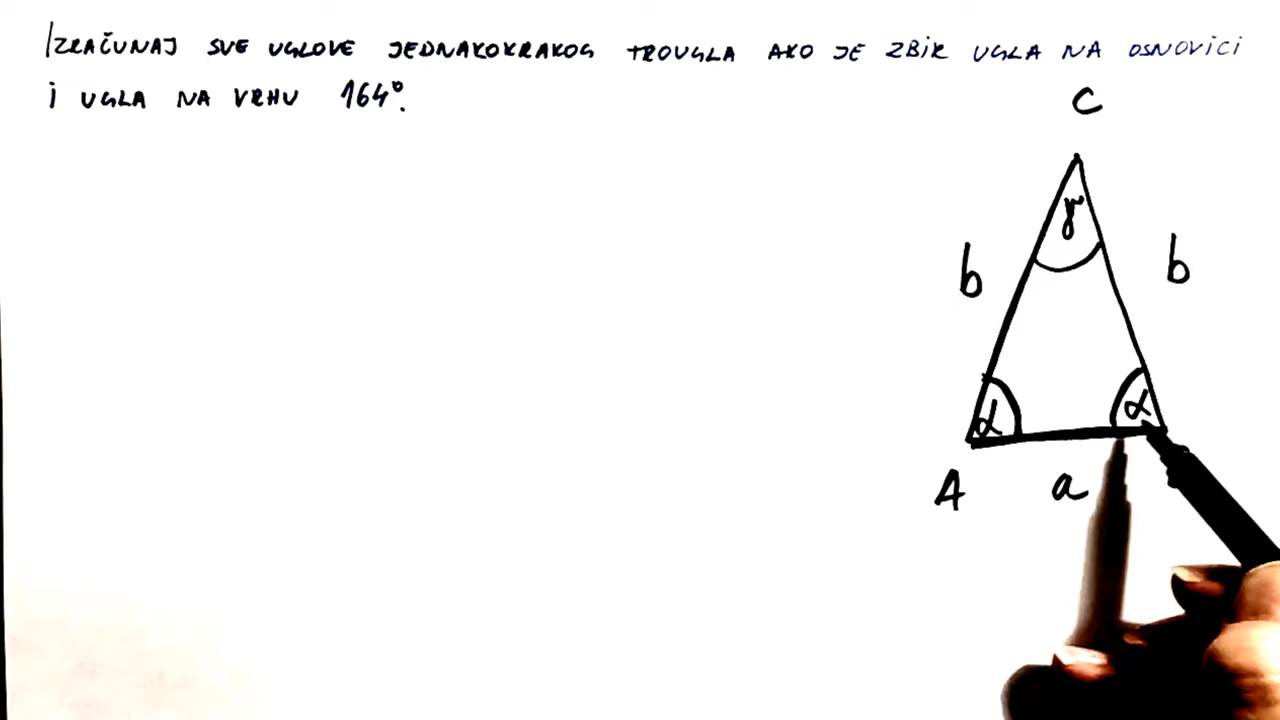 IZRAČUNAJ SVE UGLOVE JEDNAKOKRAKOG TROUGLA AKO JE ZBIR UGLA NA OSNOVICI
I UGLA NA VRHU 164°.
C
γ
b
b
α
α
A
a